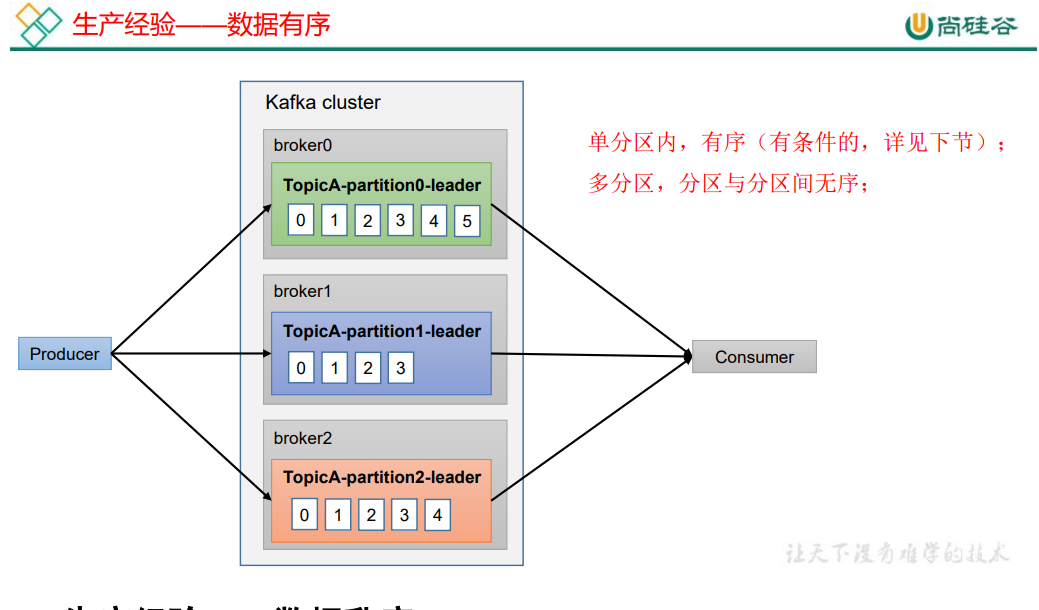 生产经验——数据有序
尚硅谷
Kafka cluster
broker0
TopicA-partition0-leader
0 1 2 3 4 5
broker1
TopicA-partition1-leader
0 1 2 3
broker2
TopicA-partition2-leader
0 1 2 3 4
Producer
Consumer
单分区内，有序（有条件的，详见下节）；
多分区，分区与分区间无序；
让天下没有难学的技术